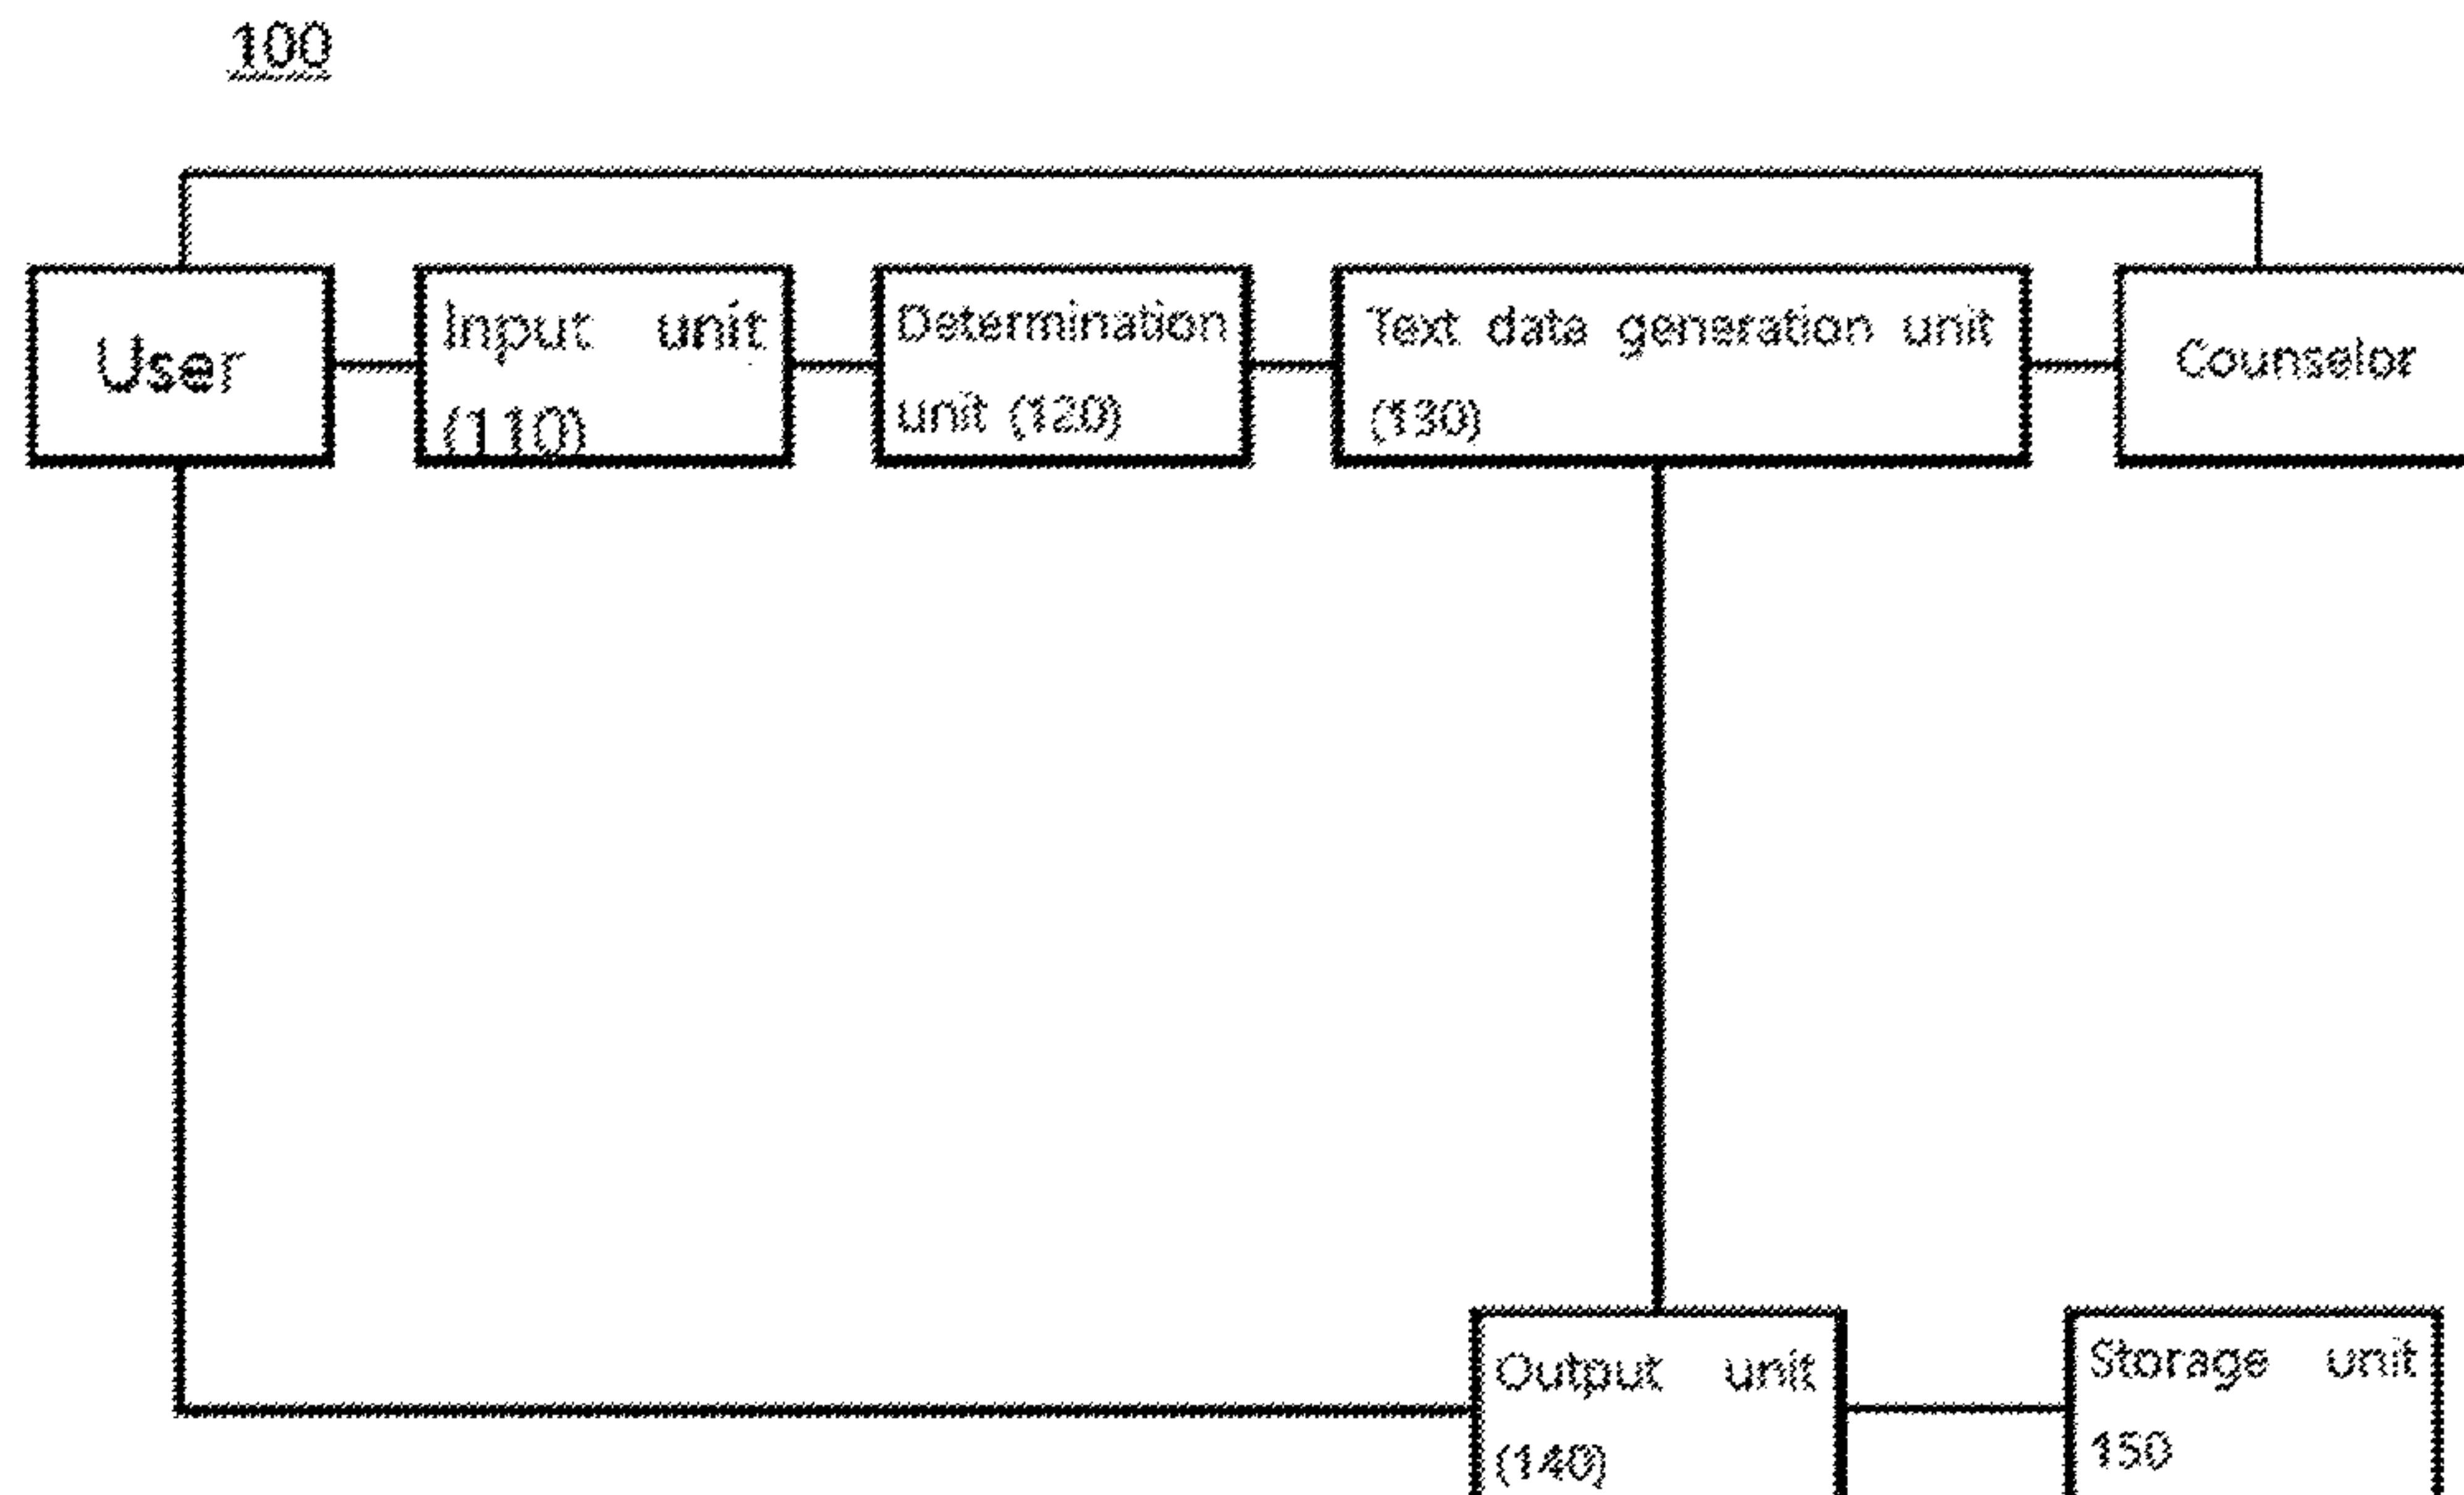 100
User
Input unit
(110)
Determination
unit (120)
Text data generation unit
(130)
Counselor
Output unit
(140)
Storage unit
150